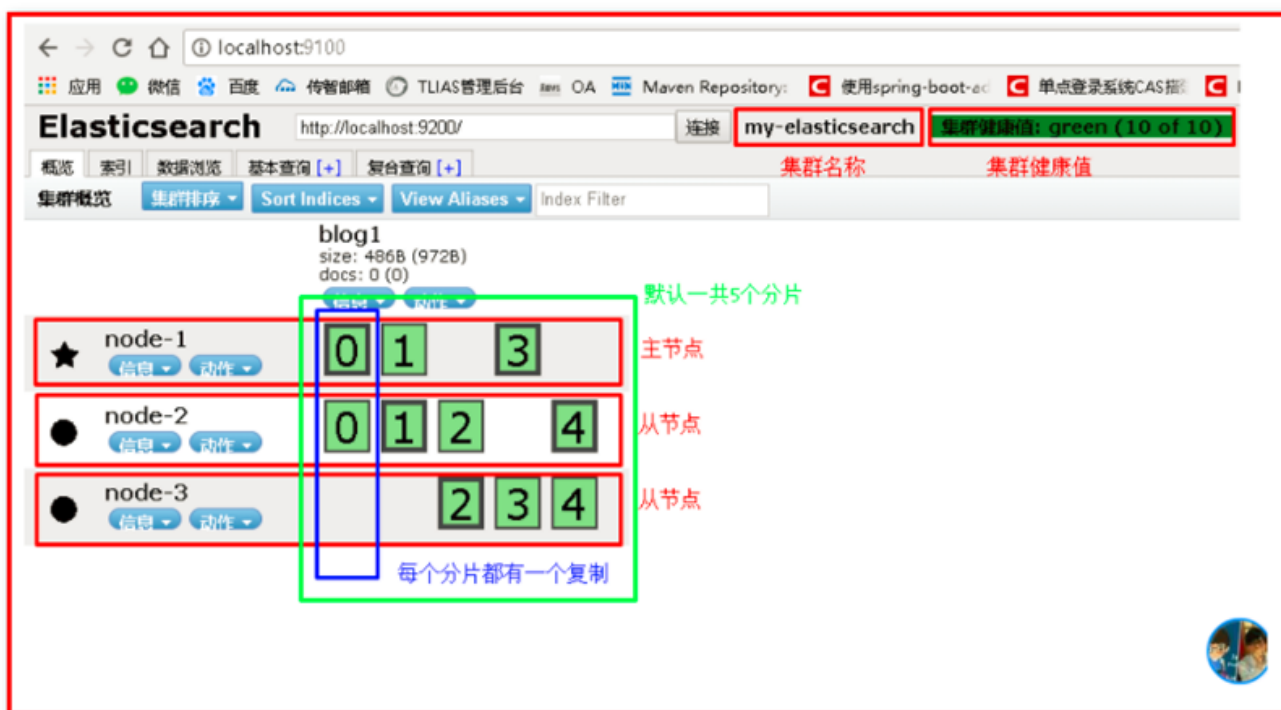 localhost:9100
应用 微信 百度 传智邮箱 TLIAS管理后台 OA Maven Repository: 使用spring-boot-ad 单点登录系统CAS搭
Elasticsearch http://localhost:9200/ 连接 my-elasticsearch 集群健康值: green (10 of 10)
概览 索引 数据浏览 基本查询 [+] 复合查询 [+] 集群名称 集群健康值
集群概览 集群排序 Sort Indices View Aliases Index Filter
blog1
size: 486B (972B)
docs: 0 (0)
信息 动作 默认一共5个分片
node-1 0 1 3 主节点
信息 动作
node-2 0 1 2 4 从节点
信息 动作
node-3 2 3 4 从节点
信息 动作
每个分片都有一个复制